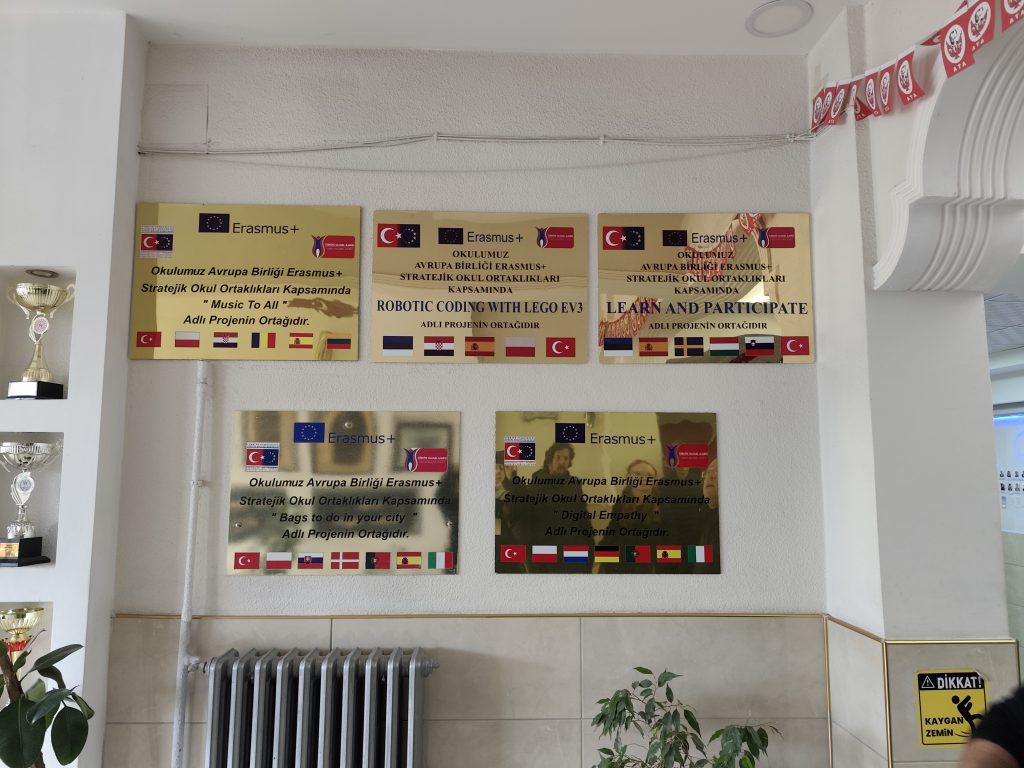 Erasmus+
Okulumuz Avrupa Birliği Erasmus+
Stratejik Okul Ortaklıkları Kapsamında
" Music To All "
Adlı Projenin Ortağıdır.
Erasmus+
OKULUMUZ
AVRUPA BİRLİĞİ ERASMUS+
STRATEJİK OKUL ORTAKLIKLARI
KAPSAMINDA
ROBOTIC CODING WITH LEGO EV3
ADLI PROJENİN ORTAĞIDIR
Erasmus+
OKULUMUZ
AVRUPA BİRLİĞİ ERASMUS+
STRATEJİK OKUL ORTAKLIKLARI
KAPSAMINDA
LEARN AND PARTICIPATE
ADLI PROJENİN ORTAĞIDIR
Erasmus+
Okulumuz Avrupa Birliği Erasmus+
Stratejik Okul Ortaklıkları Kapsamında
" Bags to do in your city "
Adlı Projenin Ortağıdır.
Erasmus+
Okulumuz Avrupa Birliği Erasmus+
Stratejik Okul Ortaklıkları Kapsamında
" Digital Empathy "
Adlı Projenin Ortağıdır.
ATA
ATA
DİKKAT!
KAYGAN
ZEMİN